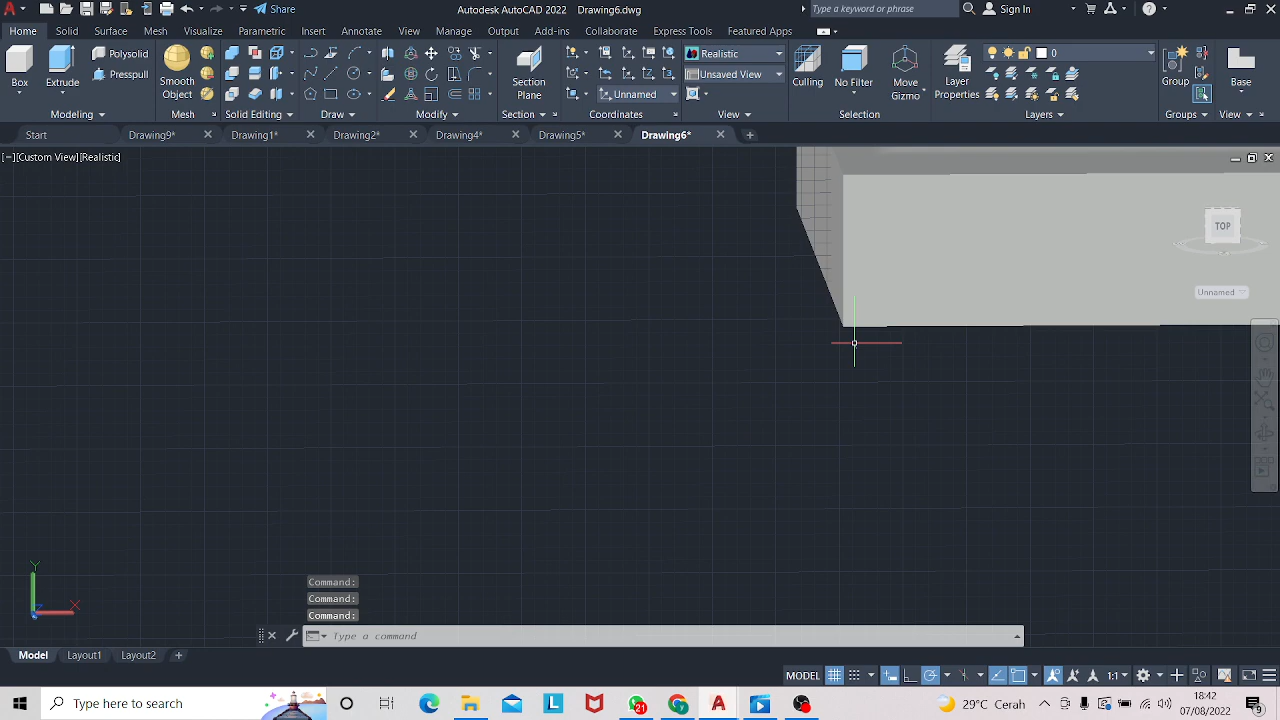 Share
Autodesk AutoCAD 2022 Drawing6.dwg
Type a keyword or phrase
Sign In
Home Solid Surface Mesh Visualize Parametric Insert Annotate View Manage Output Add-ins Collaborate Express Tools Featured Apps
Box
Extrude
Polysolid
Presspull
Smooth
Object
Section
Plane
Realistic
Unsaved View
Unnamed
Culling
No Filter
Move
Gizmo
Layer
Properties
0
Group
Base
Modeling Mesh Solid Editing Draw Modify Section Coordinates View Selection Layers Groups View
Start Drawing9* Drawing1* Drawing2* Drawing4* Drawing5* Drawing6*
[−][Custom View][Realistic]
TOP
Unnamed
Y
X
Command:
Command:
Command:
Type a command
Model Layout1 Layout2
MODEL
1:1
Type here to search
21
29°C Cerah
18:42
07/08/2022